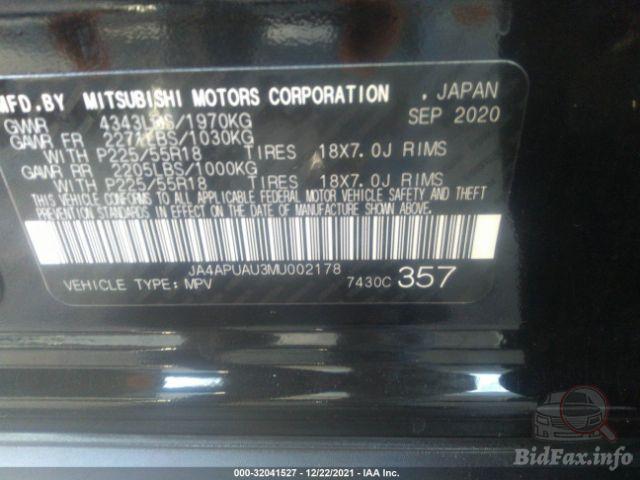 MFD.BY MITSUBISHI MOTORS CORPORATION , JAPAN
GVWR 4343LBS/1970KG SEP 2020
GAWR FR 2271LBS/1030KG
WITH P225/55R18 TIRES 18X7.0J RIMS
GAWR RR 2205LBS/1000KG
WITH P225/55R18 TIRES 18X7.0J RIMS
THIS VEHICLE CONFORMS TO ALL APPLICABLE FEDERAL MOTOR VEHICLE SAFETY AND THEFT
PREVENTION STANDARDS IN EFFECT ON THE DATE OF MANUFACTURE SHOWN ABOVE.
JA4APUAU3MU002178
VEHICLE TYPE: MPV 7430C 357
BidFax.info
000-32041527 - 12/22/2021 - IAA Inc.